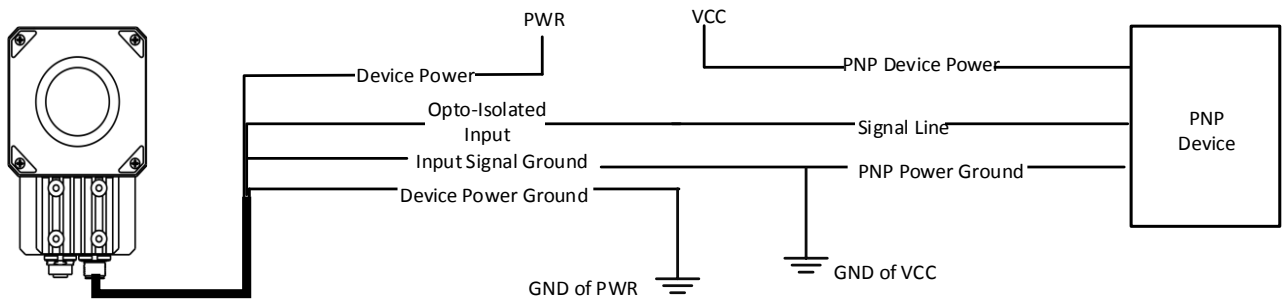 PWR
VCC
Device Power
PNP Device Power
Opto-Isolated
Input
Signal Line
PNP
Device
Input Signal Ground
PNP Power Ground
Device Power Ground
GND of PWR
GND of VCC